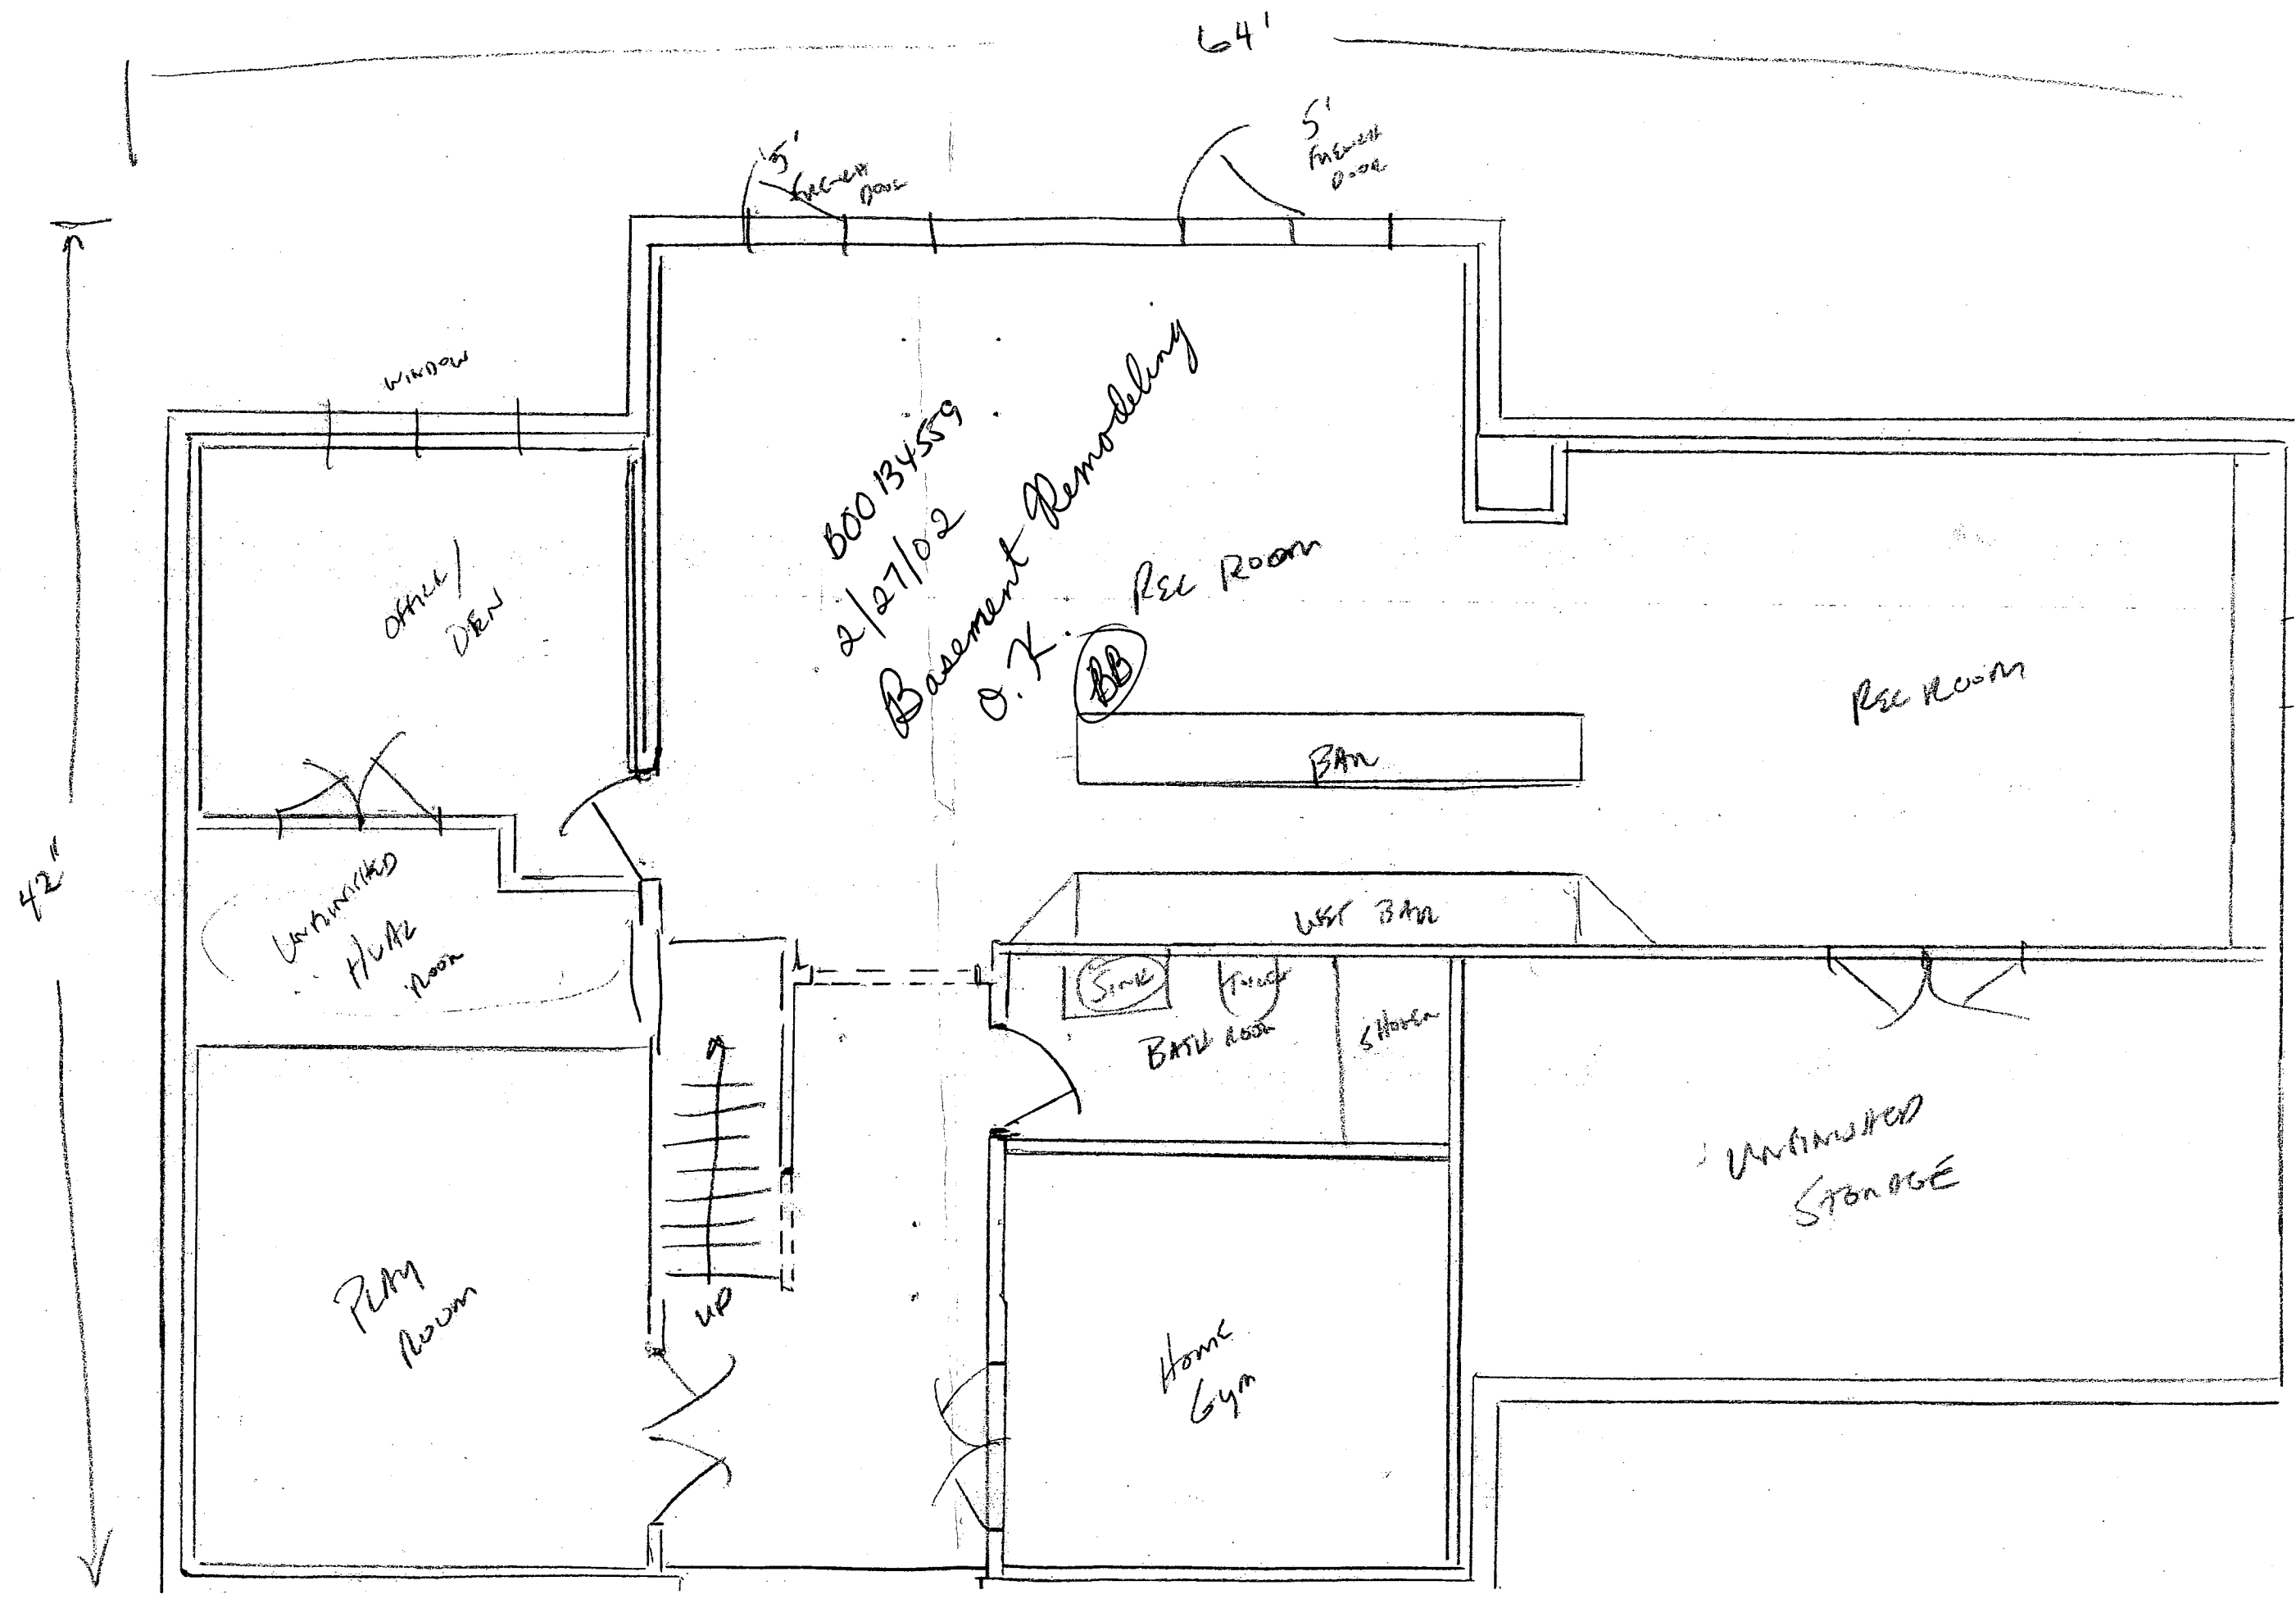 64'
5'
FRENCH
DOOR
5'
FRENCH
DOOR
WINDOW
B00134559
2/27/02
Basement Remodeling
O.K.
BB
REC ROOM
OFFICE/
DEN
REC ROOM
BAR
42"
UNFINISHED
HVAC
ROOM
WET BAR
SINK
TOILET
BATH ROOM
SHOWER
UNFINISHED
STORAGE
UP
PLAY
ROOM
HOME
GYM